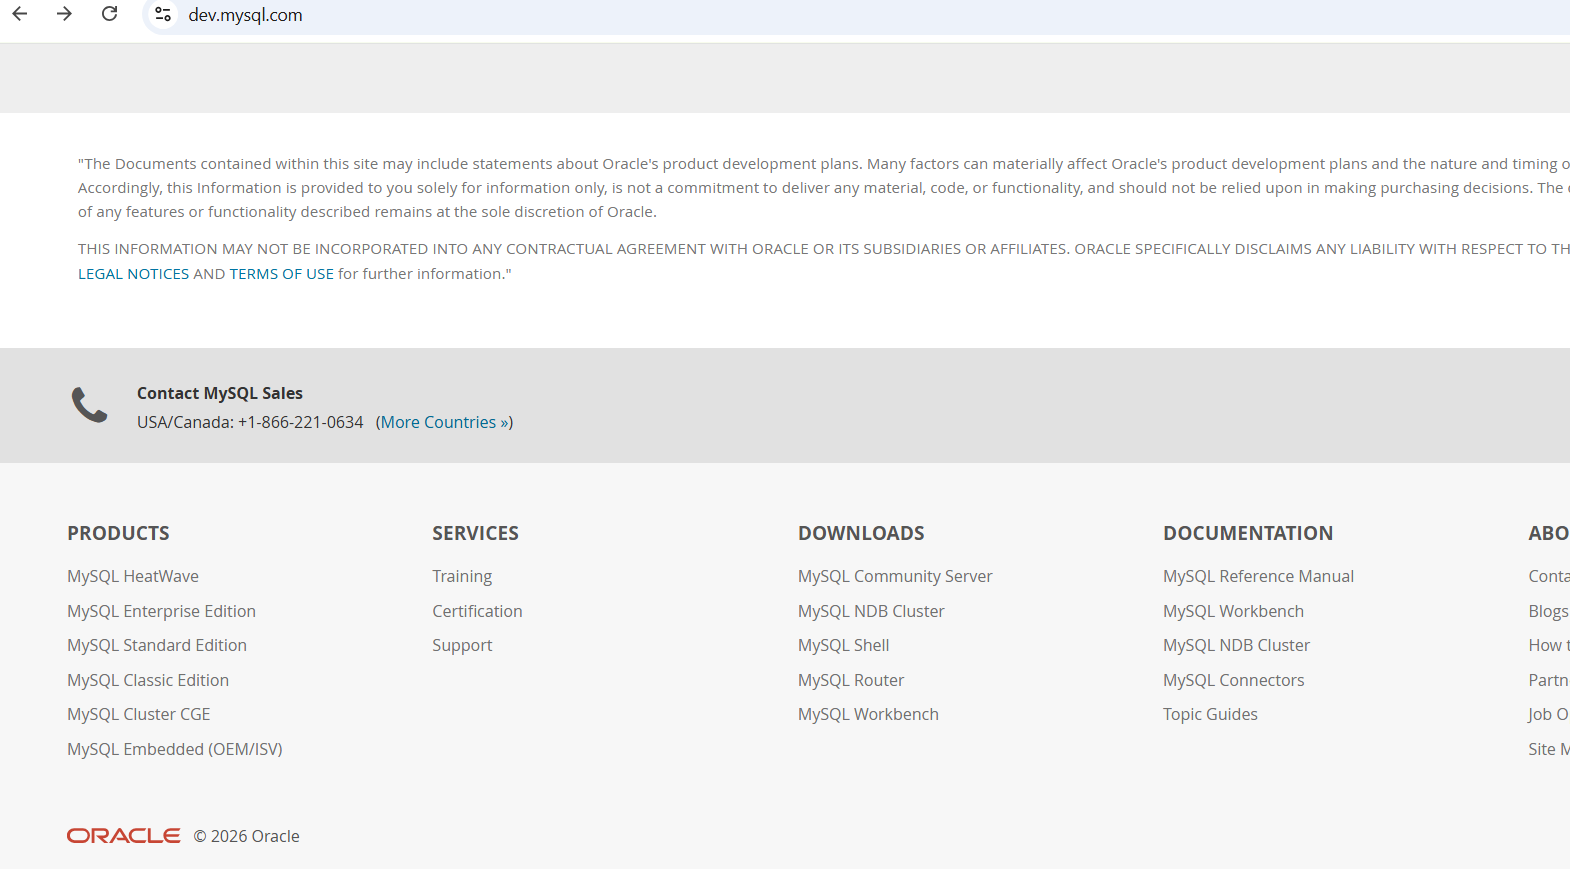 dev.mysql.com
"The Documents contained within this site may include statements about Oracle's product development plans. Many factors can materially affect Oracle's product development plans and the nature and timing
Accordingly, this Information is provided to you solely for information only, is not a commitment to deliver any material, code, or functionality, and should not be relied upon in making purchasing decisions. The
of any features or functionality described remains at the sole discretion of Oracle.
THIS INFORMATION MAY NOT BE INCORPORATED INTO ANY CONTRACTUAL AGREEMENT WITH ORACLE OR ITS SUBSIDIARIES OR AFFILIATES. ORACLE SPECIFICALLY DISCLAIMS ANY LIABILITY WITH RESPECT TO
LEGAL NOTICES AND TERMS OF USE for further information."
Contact MySQL Sales
USA/Canada: +1-866-221-0634 (More Countries »)
PRODUCTS
MySQL HeatWave
MySQL Enterprise Edition
MySQL Standard Edition
MySQL Classic Edition
MySQL Cluster CGE
MySQL Embedded (OEM/ISV)
SERVICES
Training
Certification
Support
DOWNLOADS
MySQL Community Server
MySQL NDB Cluster
MySQL Shell
MySQL Router
MySQL Workbench
DOCUMENTATION
MySQL Reference Manual
MySQL Workbench
MySQL NDB Cluster
MySQL Connectors
Topic Guides
ABO
Conta
Blogs
How
Partn
Job O
Site M
ORACLE © 2026 Oracle